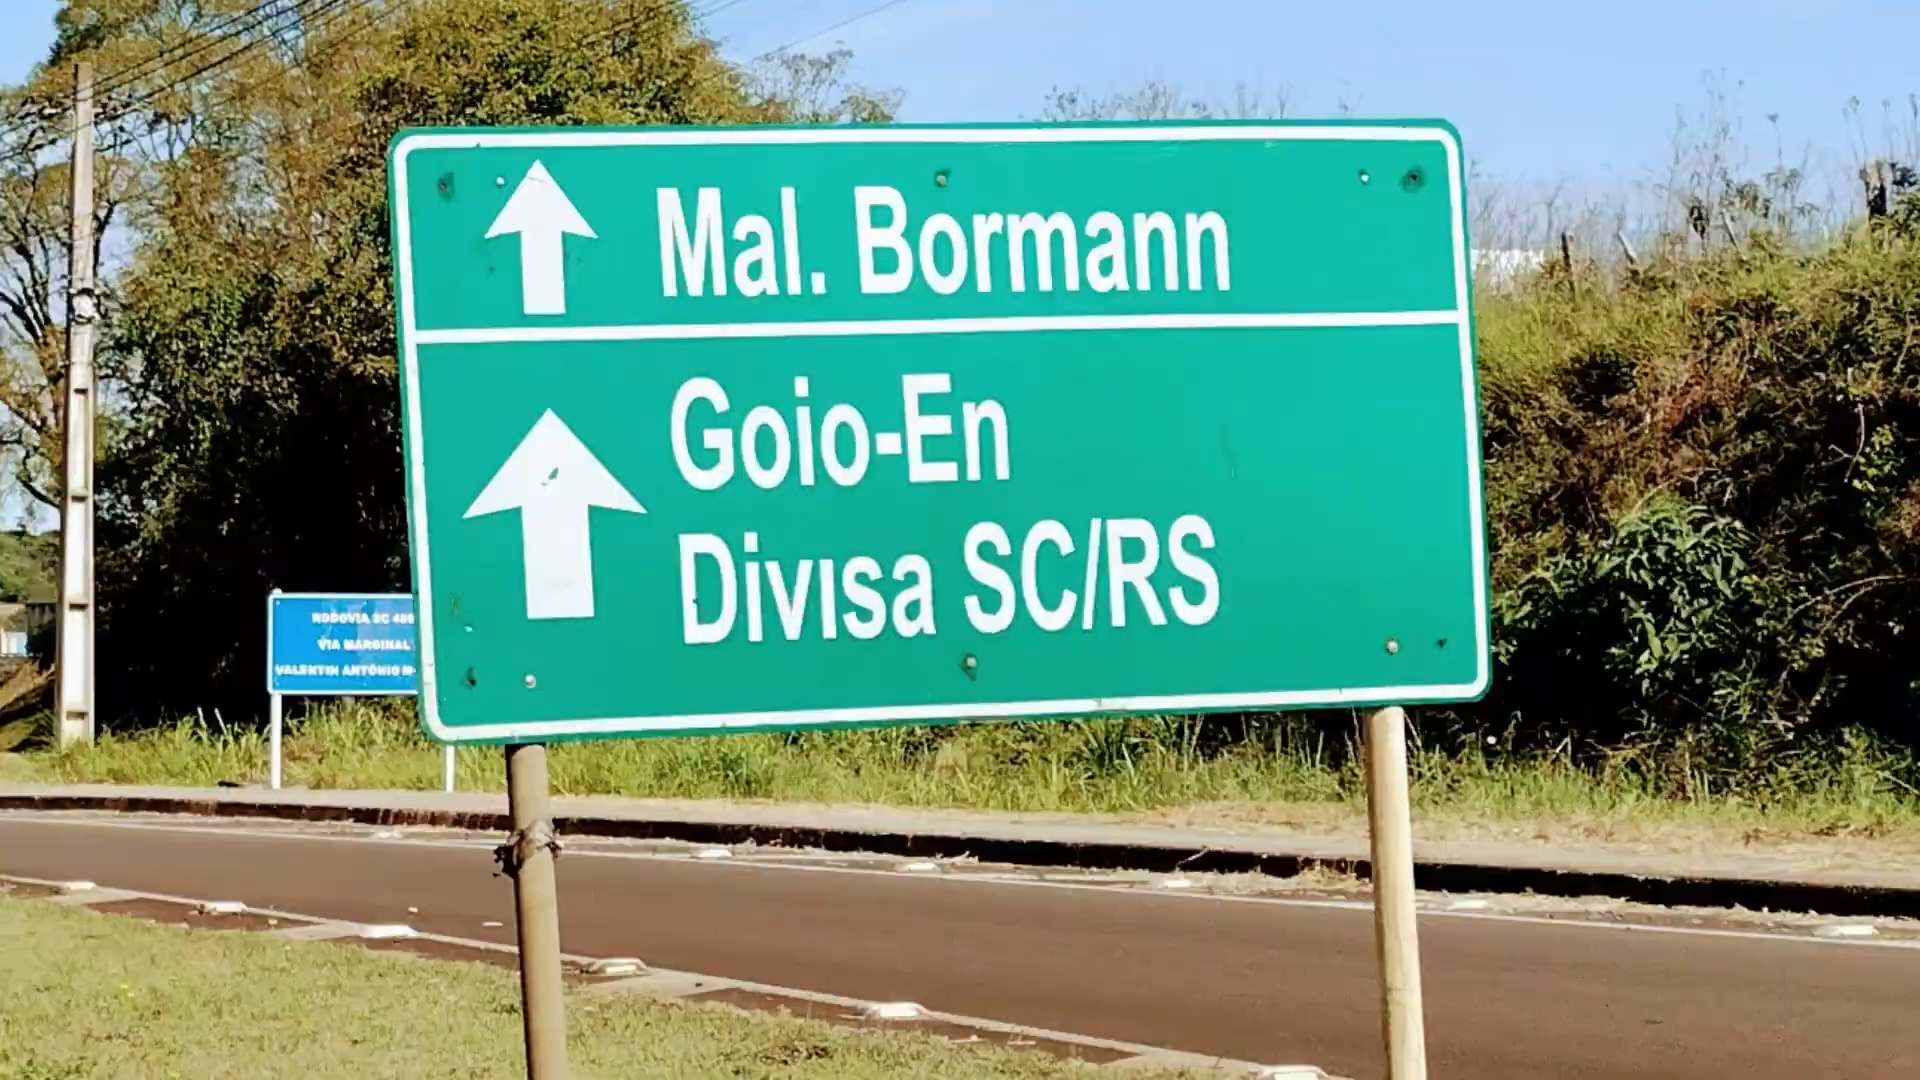 Mal. Bormann
Goio-En
Divisa SC/RS
RODOVIA SC 480
VIA MARGINAL
VALENTIN ANTÔNIO